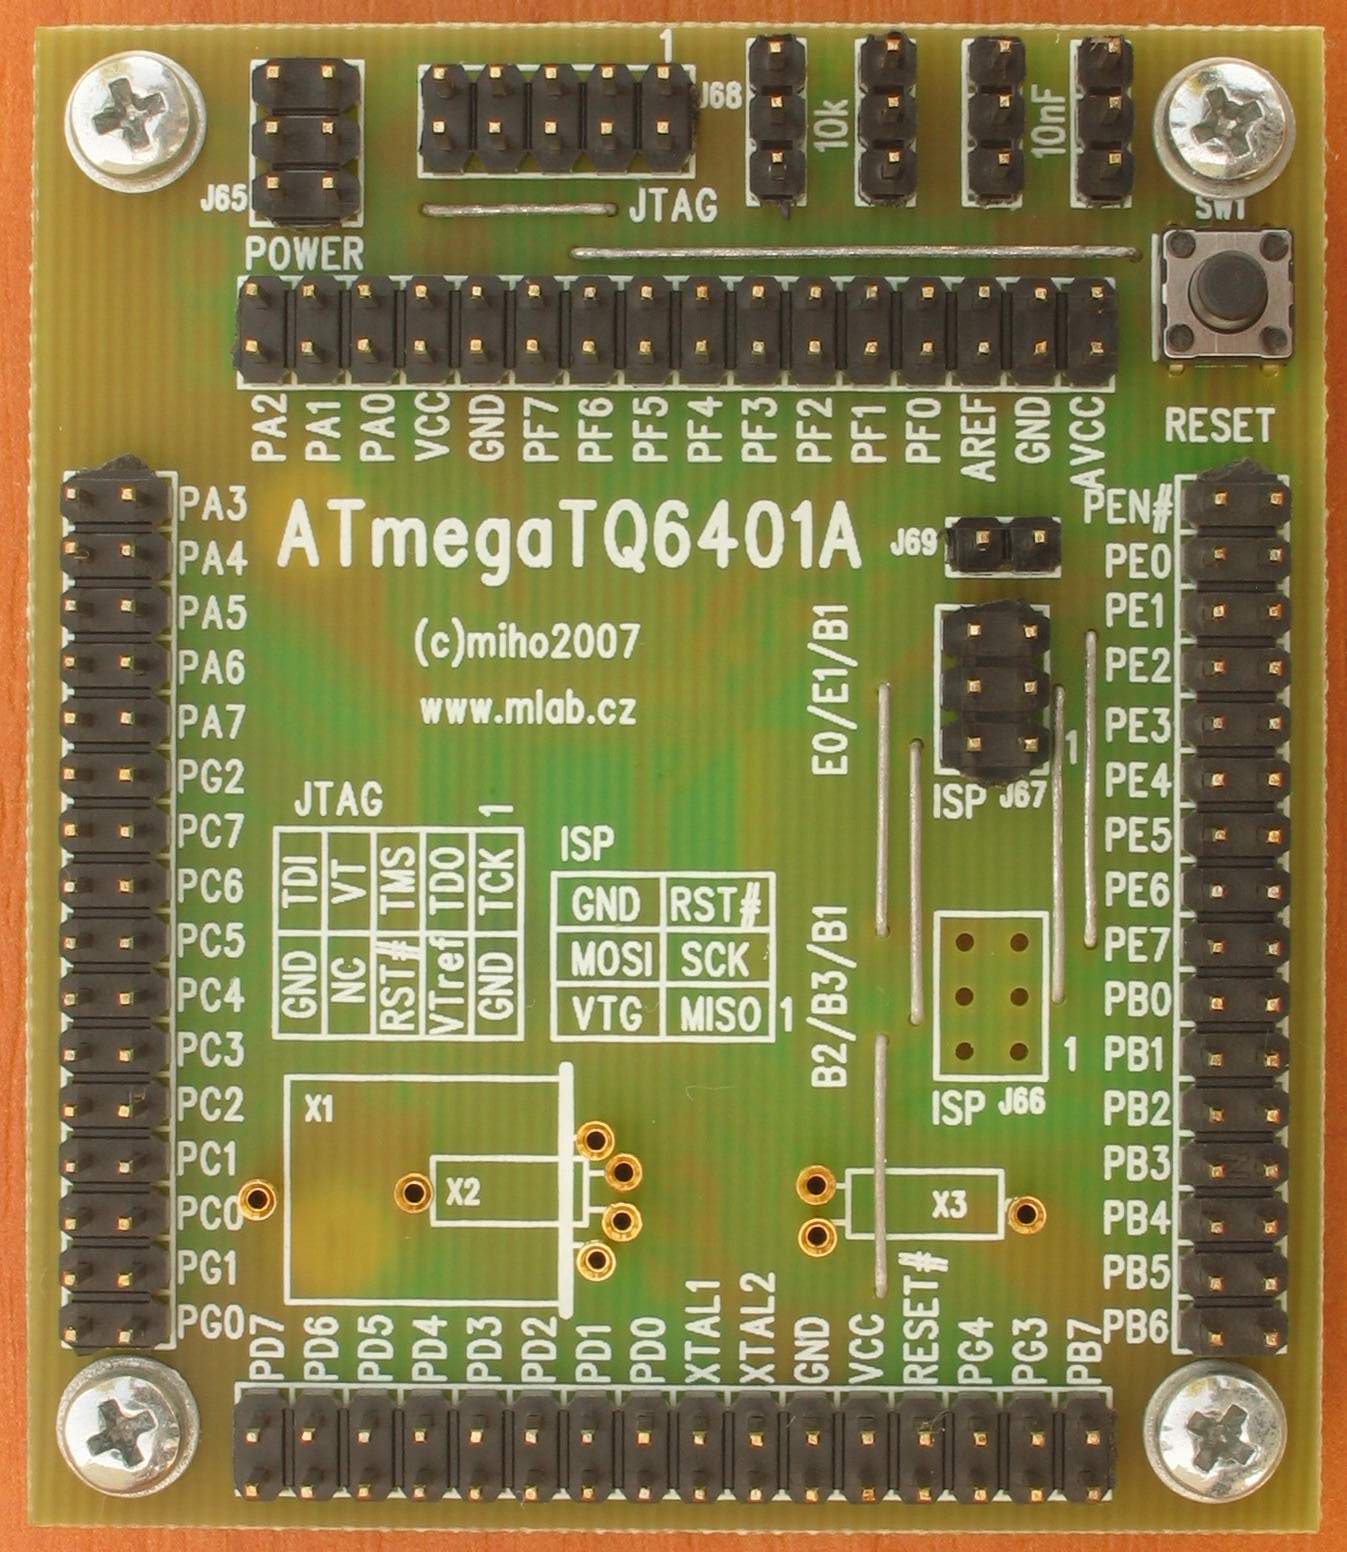 1
J68
10k
10nF
J65
JTAG
SW1
POWER
PA2 PA1 PA0 VCC GND PF7 PF6 PF5 PF4 PF3 PF2 PF1 PF0 AREF GND AVCC
RESET
PA3
PA4
PA5
PA6
PA7
PG2
PC7
PC6
PC5
PC4
PC3
PC2
PC1
PC0
PG1
PG0
ATmegaTQ6401A
(c)miho2007
www.mlab.cz
J69
E0/E1/B1
1
ISP J67
JTAG
1
TDI VT TMS TDO TCK
GND NC RST# VTref GND
ISP
GND RST#
MOSI SCK
VTG MISO 1
B2/B3/B1
1
ISP J66
X1
X2
X3
PEN#
PE0
PE1
PE2
PE3
PE4
PE5
PE6
PE7
PB0
PB1
PB2
PB3
PB4
PB5
PB6
PD7 PD6 PD5 PD4 PD3 PD2 PD1 PD0 XTAL1 XTAL2 GND VCC RESET# PG4 PG3 PB7